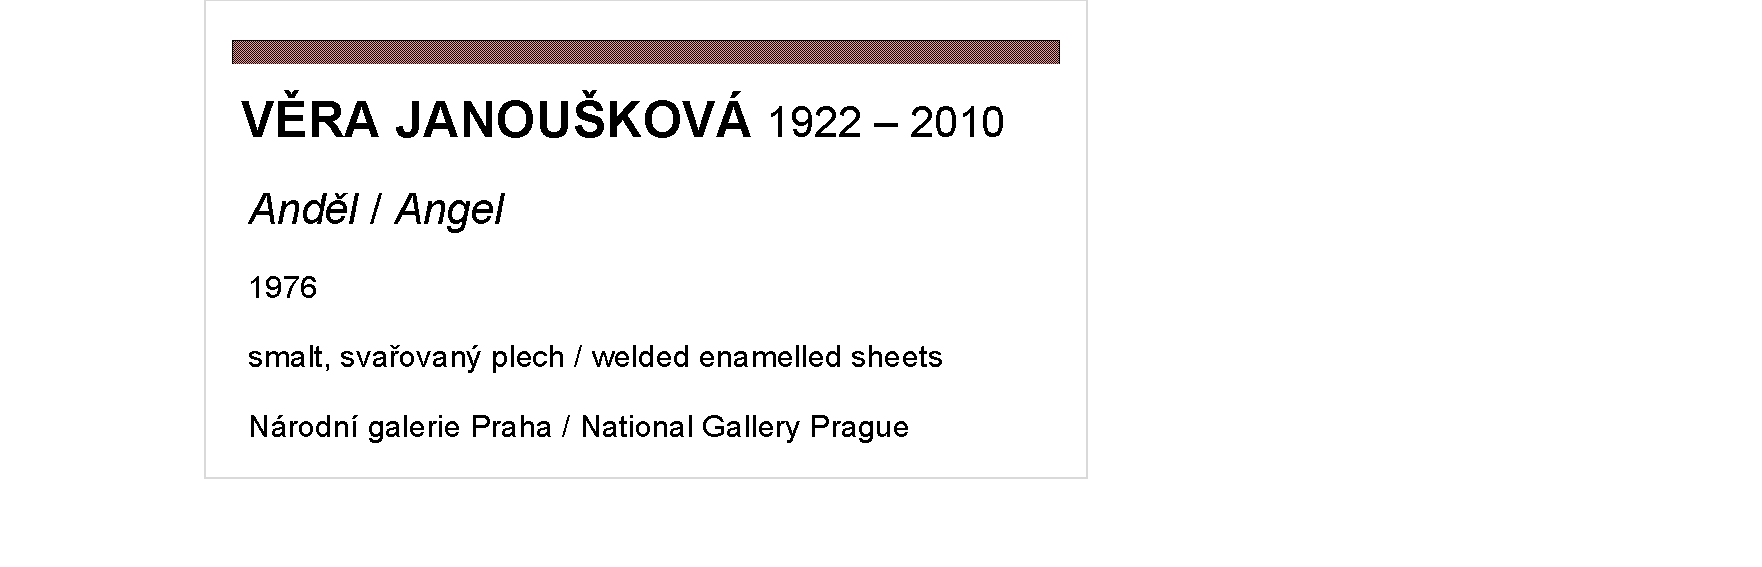 VĚRA JANOUŠKOVÁ 1922 – 2010
Anděl / Angel
1976
smalt, svařovaný plech / welded enamelled sheets
Národní galerie Praha / National Gallery Prague